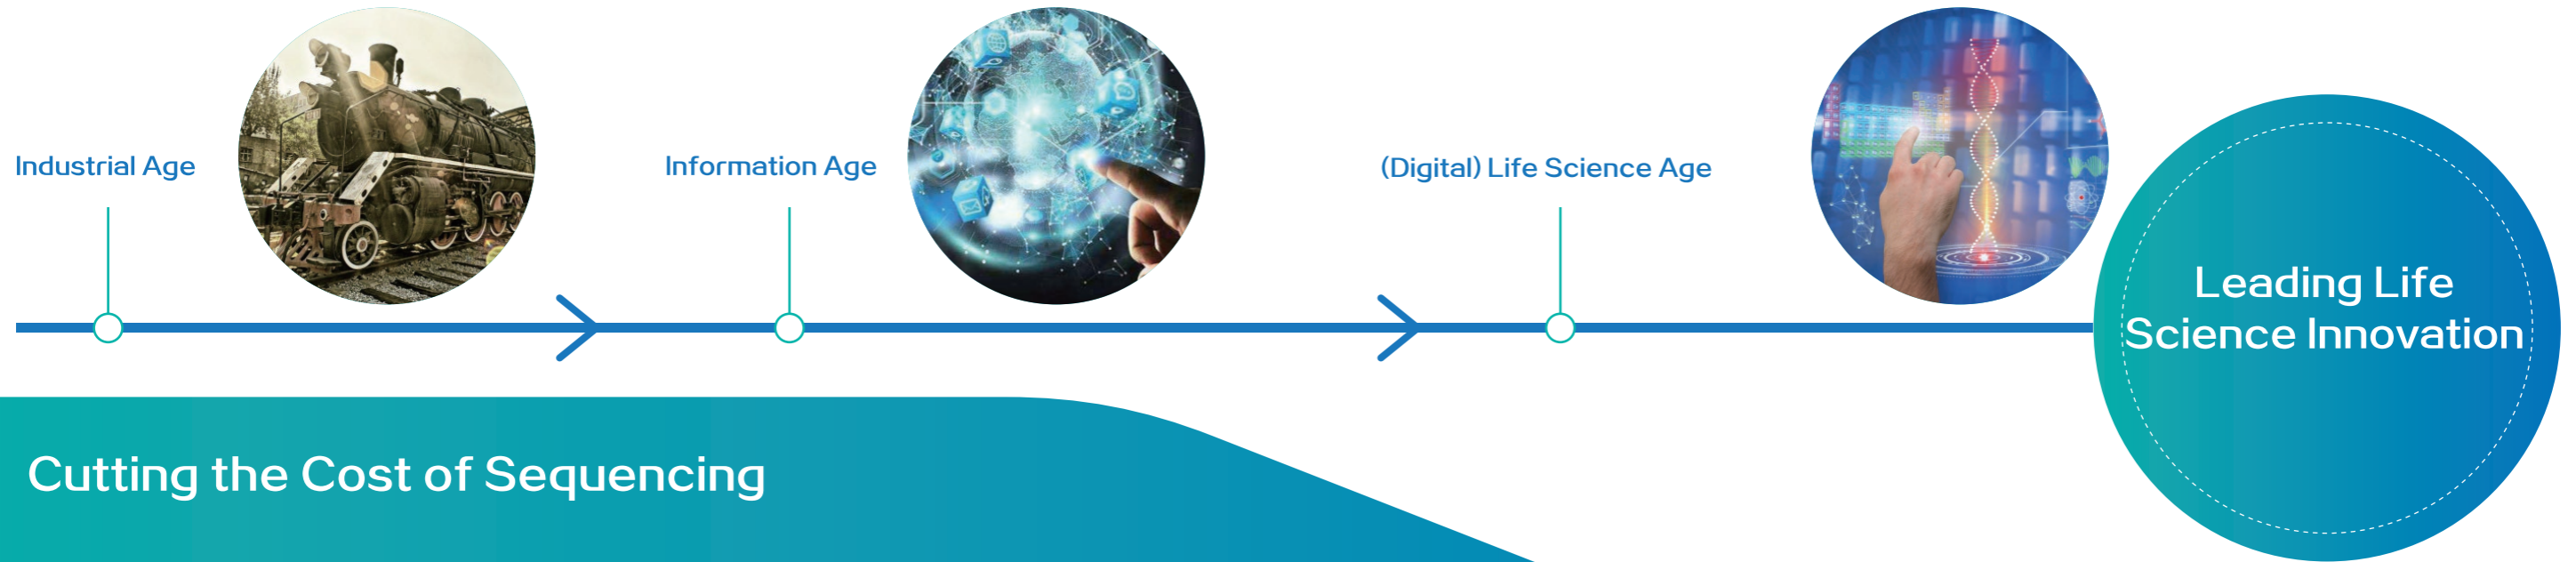 Industrial Age
Information Age
(Digital) Life Science Age
Leading Life
Science Innovation
Cutting the Cost of Sequencing